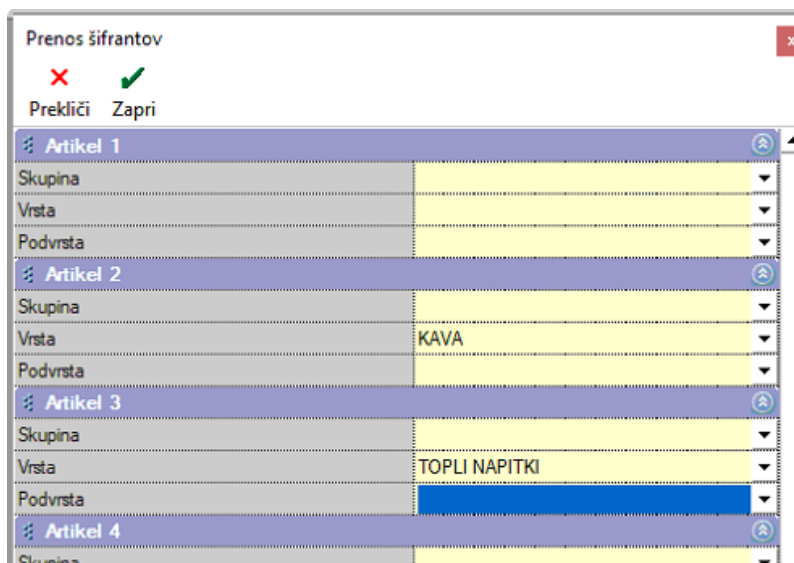 Prenos šifrantov
Prekliči Zapri
Artikel 1
Skupina
Vrsta
Podvrsta
Artikel 2
Skupina
Vrsta KAVA
Podvrsta
Artikel 3
Skupina
Vrsta TOPLI NAPITKI
Podvrsta
Artikel 4
Skupina